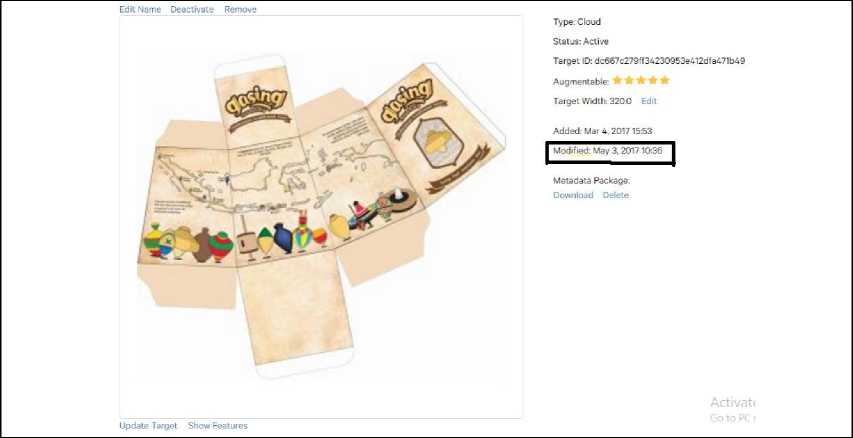 Edit Name Deactivate Remove
Type: Cloud
Status: Active
Target ID: dc667c279ff34230953e412dfa471b49
Augmentable:
Target Width: 320.0 Edit
Added: Mar 4, 2017 15:53
Modified: May 3, 2017 10:36
Metadata Package:
Download Delete
gasing
gasing
Update Target Show Features
Activate
Go to PC